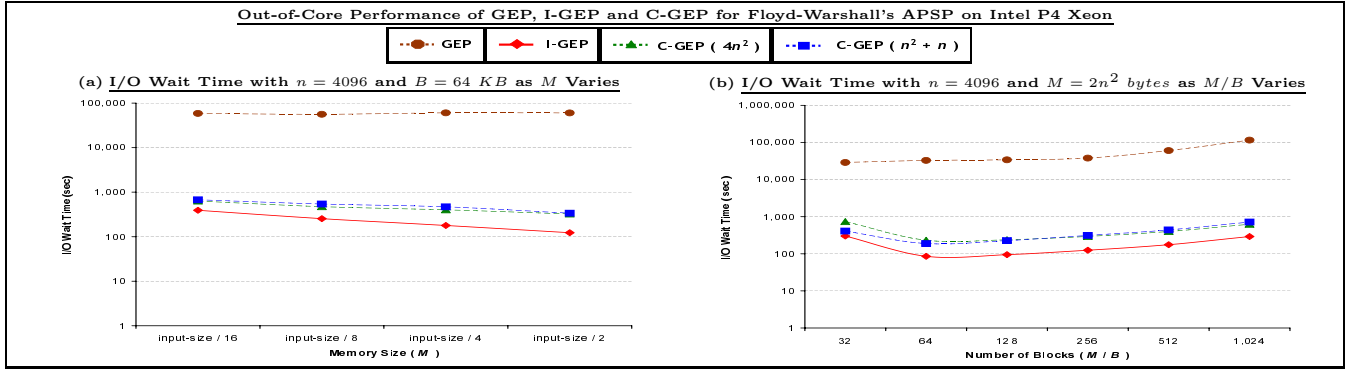 Out-of-Core Performance of GEP, I-GEP and C-GEP for Floyd-Warshall's APSP on Intel P4 Xeon
GEP I-GEP C-GEP ( 4n² ) C-GEP ( n² + n )
(a) I/O Wait Time with n = 4096 and B = 64 KB as M Varies
100,000
10,000
1,000
100
10
1
I/O Wait Time (sec)
input-size / 16 input-size / 8 input-size / 4 input-size / 2
Memory Size ( M )
(b) I/O Wait Time with n = 4096 and M = 2n² bytes as M/B Varies
1,000,000
100,000
10,000
1,000
100
10
1
I/O Wait Time (sec)
32 64 128 256 512 1,024
Number of Blocks ( M / B )